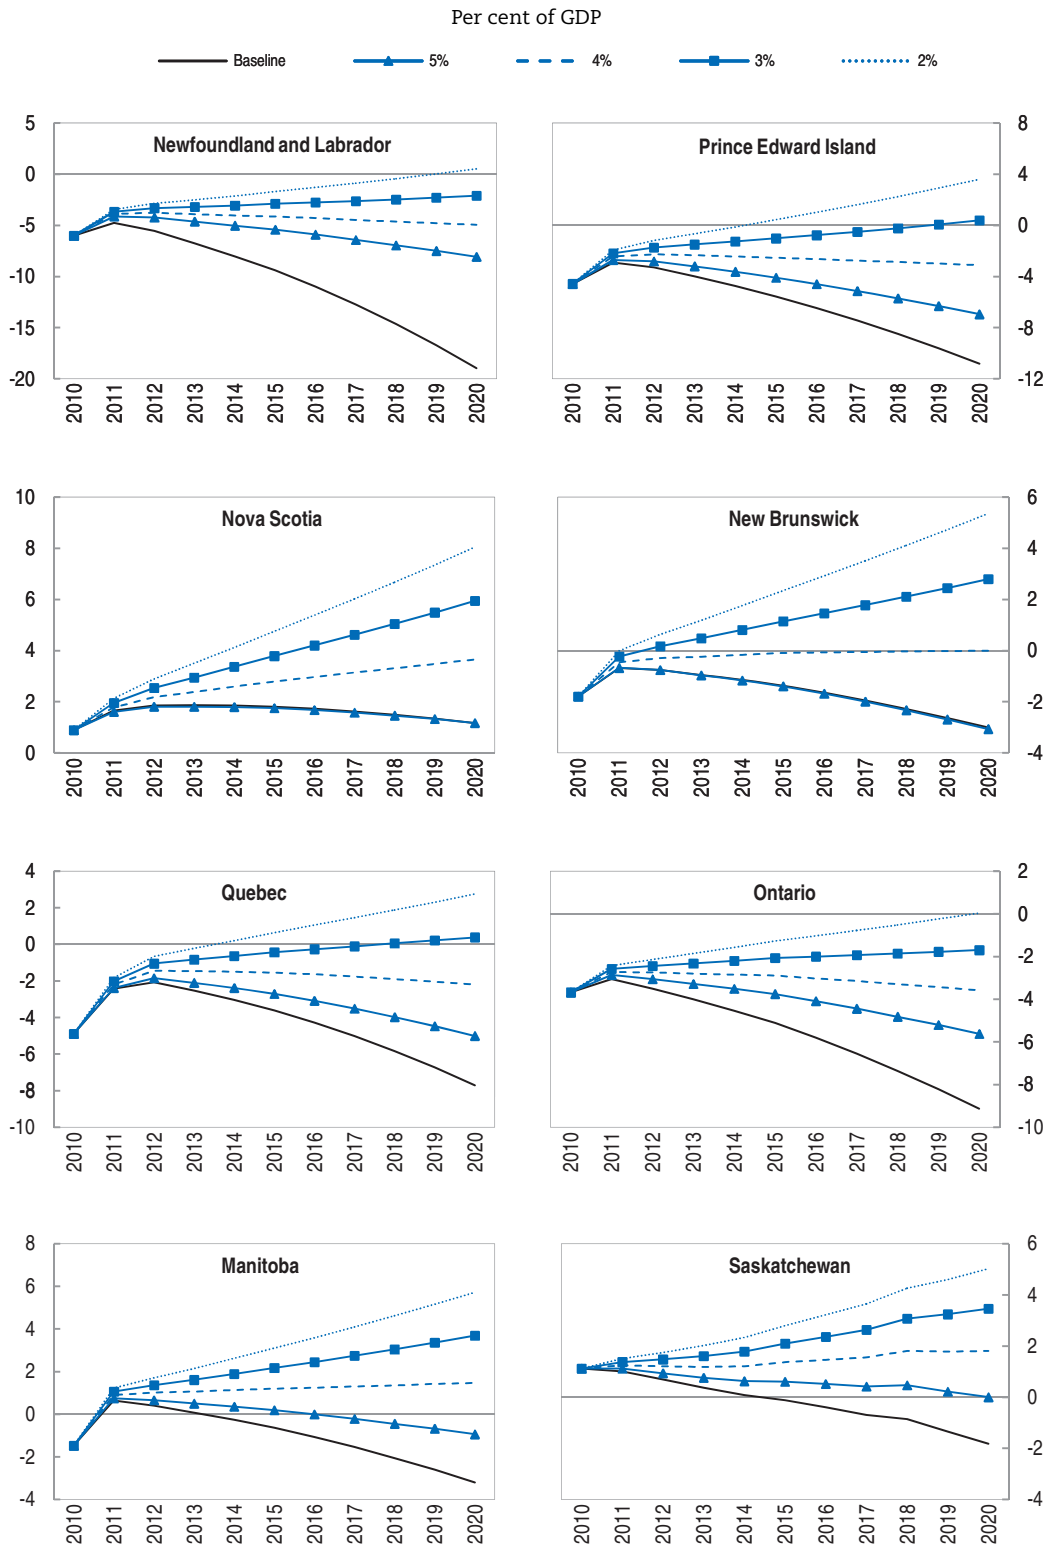 Per cent of GDP
Baseline 5% 4% 3% 2%
Newfoundland and Labrador
5
0
-5
-10
-15
-20
2010 2011 2012 2013 2014 2015 2016 2017 2018 2019 2020
Prince Edward Island
8
4
0
-4
-8
-12
2010 2011 2012 2013 2014 2015 2016 2017 2018 2019 2020
Nova Scotia
10
8
6
4
2
0
2010 2011 2012 2013 2014 2015 2016 2017 2018 2019 2020
New Brunswick
6
4
2
0
-2
-4
2010 2011 2012 2013 2014 2015 2016 2017 2018 2019 2020
Quebec
4
2
0
-2
-4
-6
-8
-10
2010 2011 2012 2013 2014 2015 2016 2017 2018 2019 2020
Ontario
2
0
-2
-4
-6
-8
-10
2010 2011 2012 2013 2014 2015 2016 2017 2018 2019 2020
Manitoba
8
6
4
2
0
-2
-4
2010 2011 2012 2013 2014 2015 2016 2017 2018 2019 2020
Saskatchewan
6
4
2
0
-2
-4
2010 2011 2012 2013 2014 2015 2016 2017 2018 2019 2020